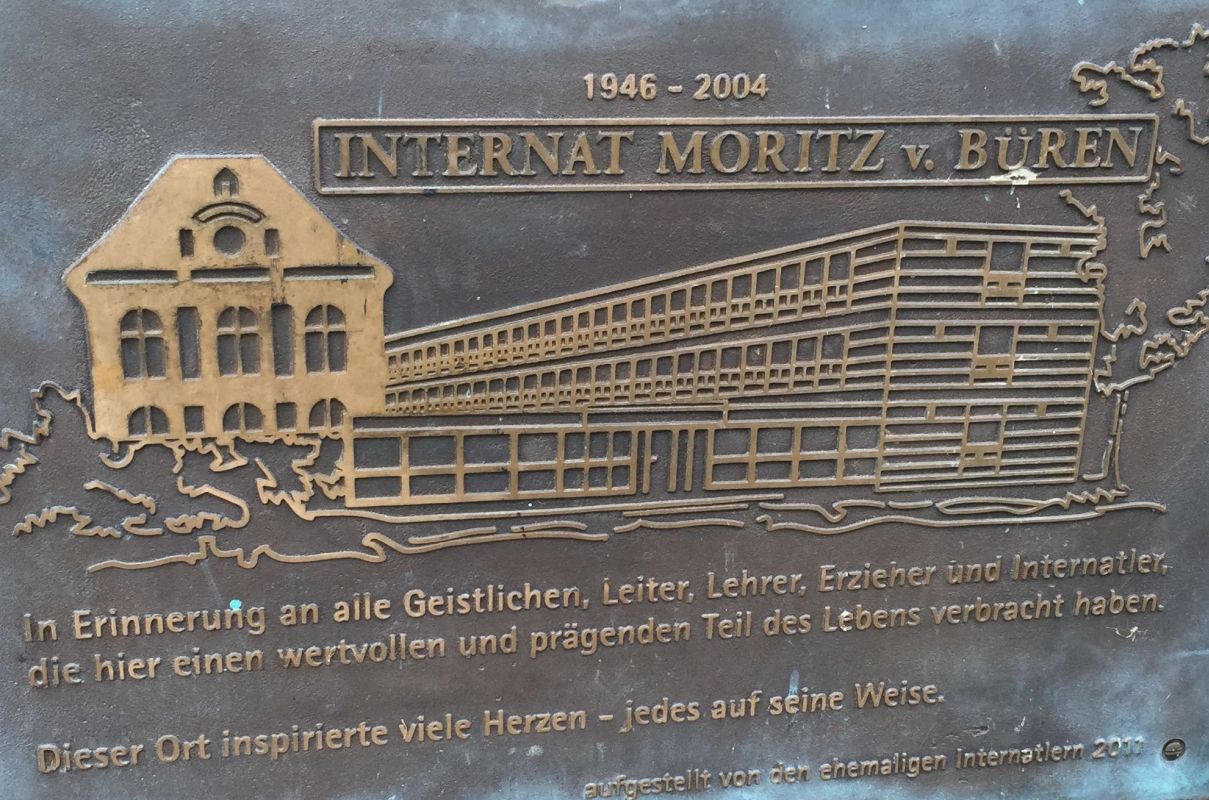 1946 - 2004
INTERNAT MORITZ v. BÜREN
In Erinnerung an alle Geistlichen, Leiter, Lehrer, Erzieher und Internatler,
die hier einen wertvollen und prägenden Teil des Lebens verbracht haben.
Dieser Ort inspirierte viele Herzen – jedes auf seine Weise.
aufgestellt von den ehemaligen Internatlern 2011